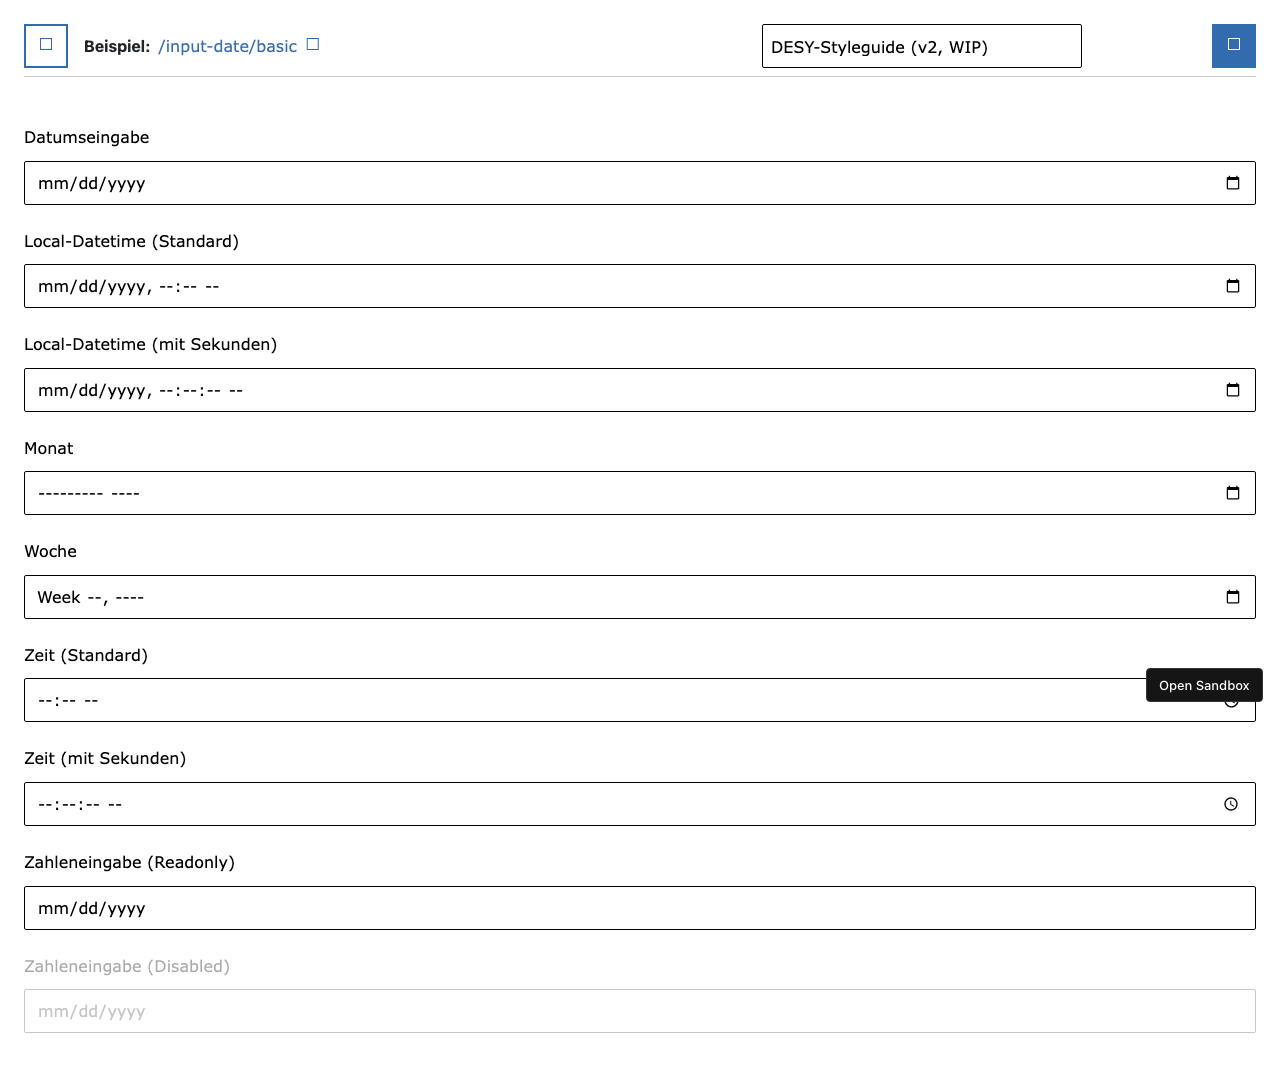 Beispiel: /input-date/basic
DESY-Styleguide (v2, WIP)
Datumseingabe
mm/dd/yyyy
Local-Datetime (Standard)
mm/dd/yyyy, --:-- --
Local-Datetime (mit Sekunden)
mm/dd/yyyy, --:--:-- --
Monat
--------- ----
Woche
Week --, ----
Zeit (Standard)
Open Sandbox
--:-- --
Zeit (mit Sekunden)
--:--:-- --
Zahleneingabe (Readonly)
mm/dd/yyyy
Zahleneingabe (Disabled)
mm/dd/yyyy